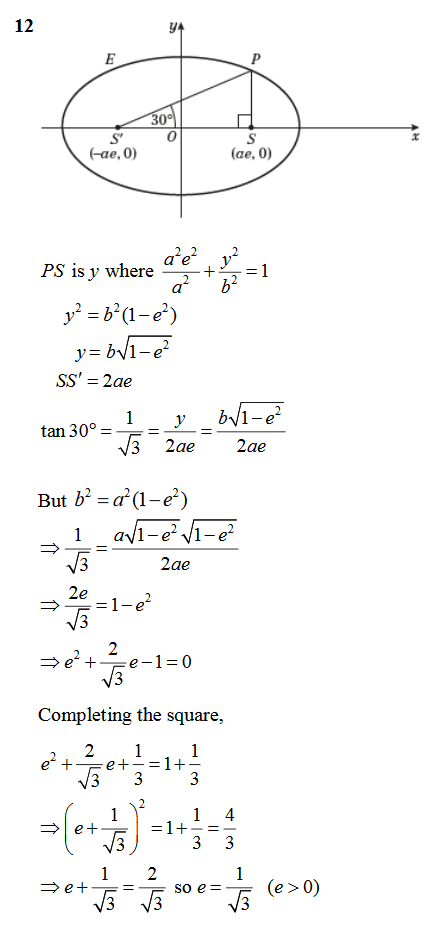 12
y
E
P
30°
S′
O
S
x
(−ae, 0)
(ae, 0)
PS is y where a²e²/a² + y²/b² = 1
y² = b²(1−e²)
y = b√(1−e²)
SS′ = 2ae
tan 30° = 1/√3 = y/2ae = b√(1−e²)/2ae
But b² = a²(1−e²)
⇒ 1/√3 = a√(1−e²)√(1−e²)/2ae
⇒ 2e/√3 = 1−e²
⇒ e² + 2/√3 e − 1 = 0
Completing the square,
e² + 2/√3 e + 1/3 = 1 + 1/3
⇒ (e + 1/√3)² = 1 + 1/3 = 4/3
⇒ e + 1/√3 = 2/√3 so e = 1/√3 (e > 0)